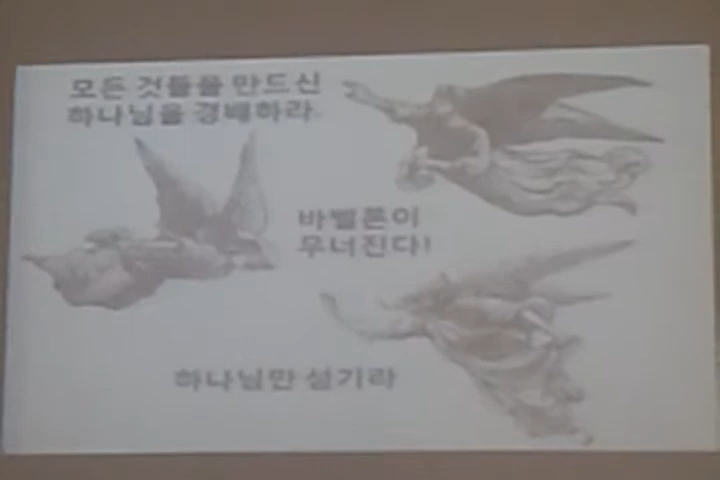 모든 것들을 만드신
하나님을 경배하라.
바벨론이
무너진다!
하나님만 섬기라